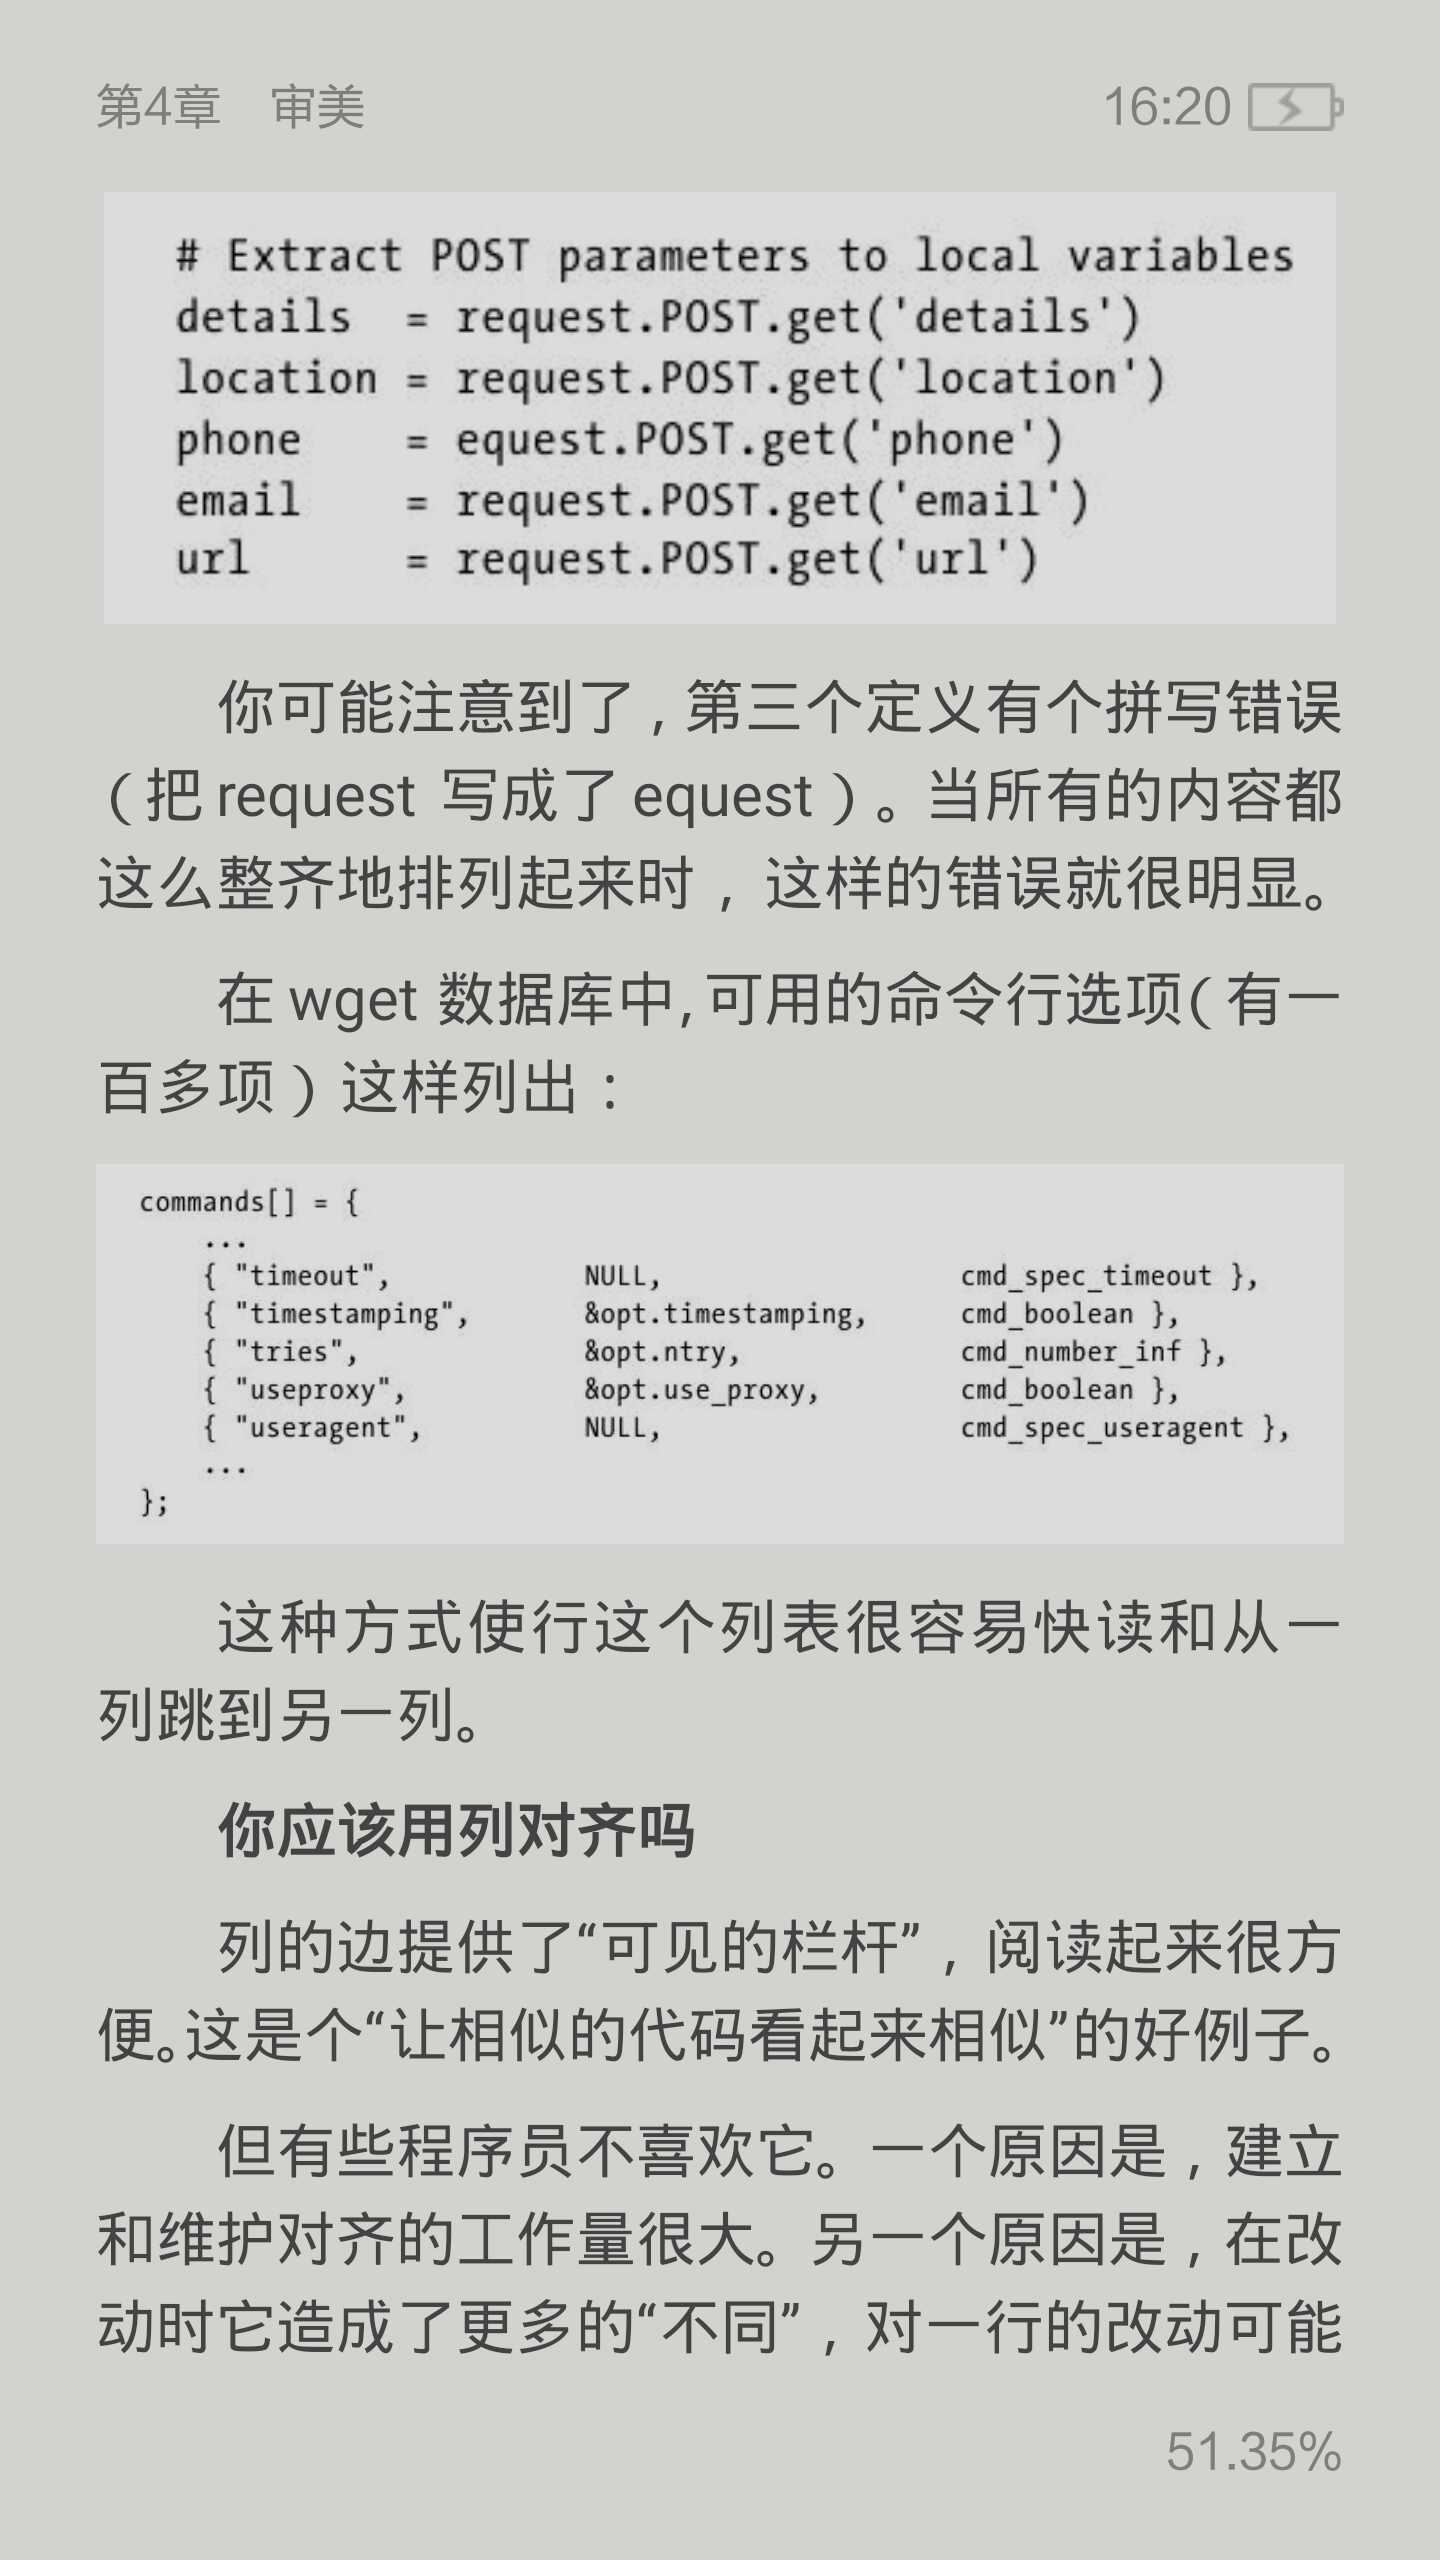 第4章　审美
16:20
# Extract POST parameters to local variables
details  = request.POST.get('details')
location = request.POST.get('location')
phone    = equest.POST.get('phone')
email    = request.POST.get('email')
url      = request.POST.get('url')
你可能注意到了，第三个定义有个拼写错误
（把 request 写成了 equest）。当所有的内容都
这么整齐地排列起来时，这样的错误就很明显。
在 wget 数据库中,可用的命令行选项(有一
百多项）这样列出：
commands[] = {
    ...
    { "timeout",          NULL,                cmd_spec_timeout },
    { "timestamping",     &opt.timestamping,   cmd_boolean },
    { "tries",            &opt.ntry,           cmd_number_inf },
    { "useproxy",         &opt.use_proxy,      cmd_boolean },
    { "useragent",        NULL,                cmd_spec_useragent },
    ...
};
这种方式使行这个列表很容易快读和从一
列跳到另一列。
你应该用列对齐吗
列的边提供了“可见的栏杆”，阅读起来很方
便。这是个“让相似的代码看起来相似”的好例子。
但有些程序员不喜欢它。一个原因是，建立
和维护对齐的工作量很大。另一个原因是，在改
动时它造成了更多的“不同”，对一行的改动可能
51.35%